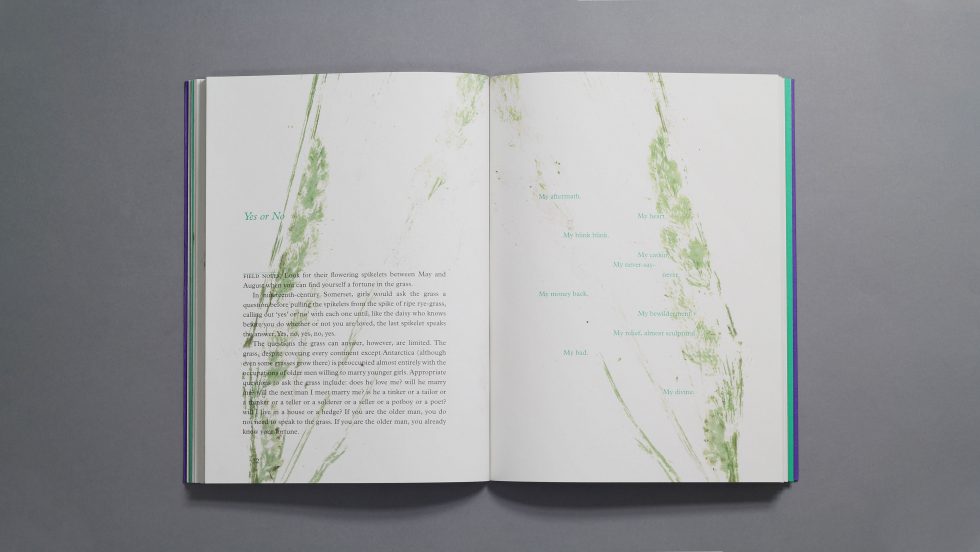 Yes or No
FIELD NOTES. Look for their flowering spikelets between May and
August when you can find yourself a fortune in the grass.
In nineteenth-century Somerset, girls would ask the grass a
question before pulling the spikelets from the spike of ripe rye-grass,
calling out ‘yes’ or ‘no’ with each one until, like the daisy who knows
before you do whether or not you are loved, the last spikelet speaks
the answer. Yes, no, yes, no, yes.
The questions the grass can answer, however, are limited. The
grass, despite covering every continent except Antarctica (although
even some grasses grow there) is preoccupied almost entirely with the
occupations of older men willing to marry younger girls. Appropriate
questions to ask the grass include: does he love me? will he marry
me? will the next man I meet marry me? is he a tinker or a tailor or
a thinker or a teller or a solderer or a seller or a potboy or a poet?
will I live in a house or a hedge? If you are the older man, you do
not need to speak to the grass. If you are the older man, you already
know your fortune.
My aftermath.
My heart.
My blink blink.
My catkin,
My never-say-
never.
My money back.
My bewilderment.
My relief, almost sculptural.
My bad.
My divine.